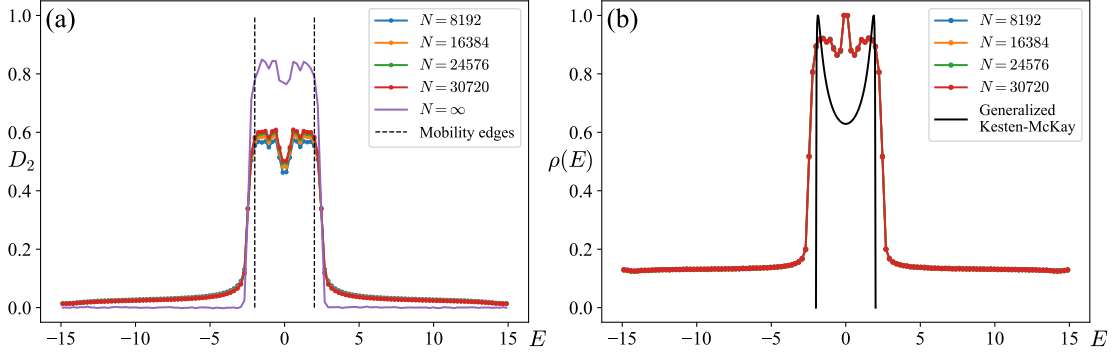 (a)
1.0
0.8
0.6
D₂
0.4
0.2
0.0
−15
−10
−5
0
5
10
15
E
N = 8192
N = 16384
N = 24576
N = 30720
N = ∞
Mobility edges
(b)
1.0
0.8
0.6
ρ(E)
0.4
0.2
0.0
−15
−10
−5
0
5
10
15
E
N = 8192
N = 16384
N = 24576
N = 30720
Generalized
Kesten-McKay